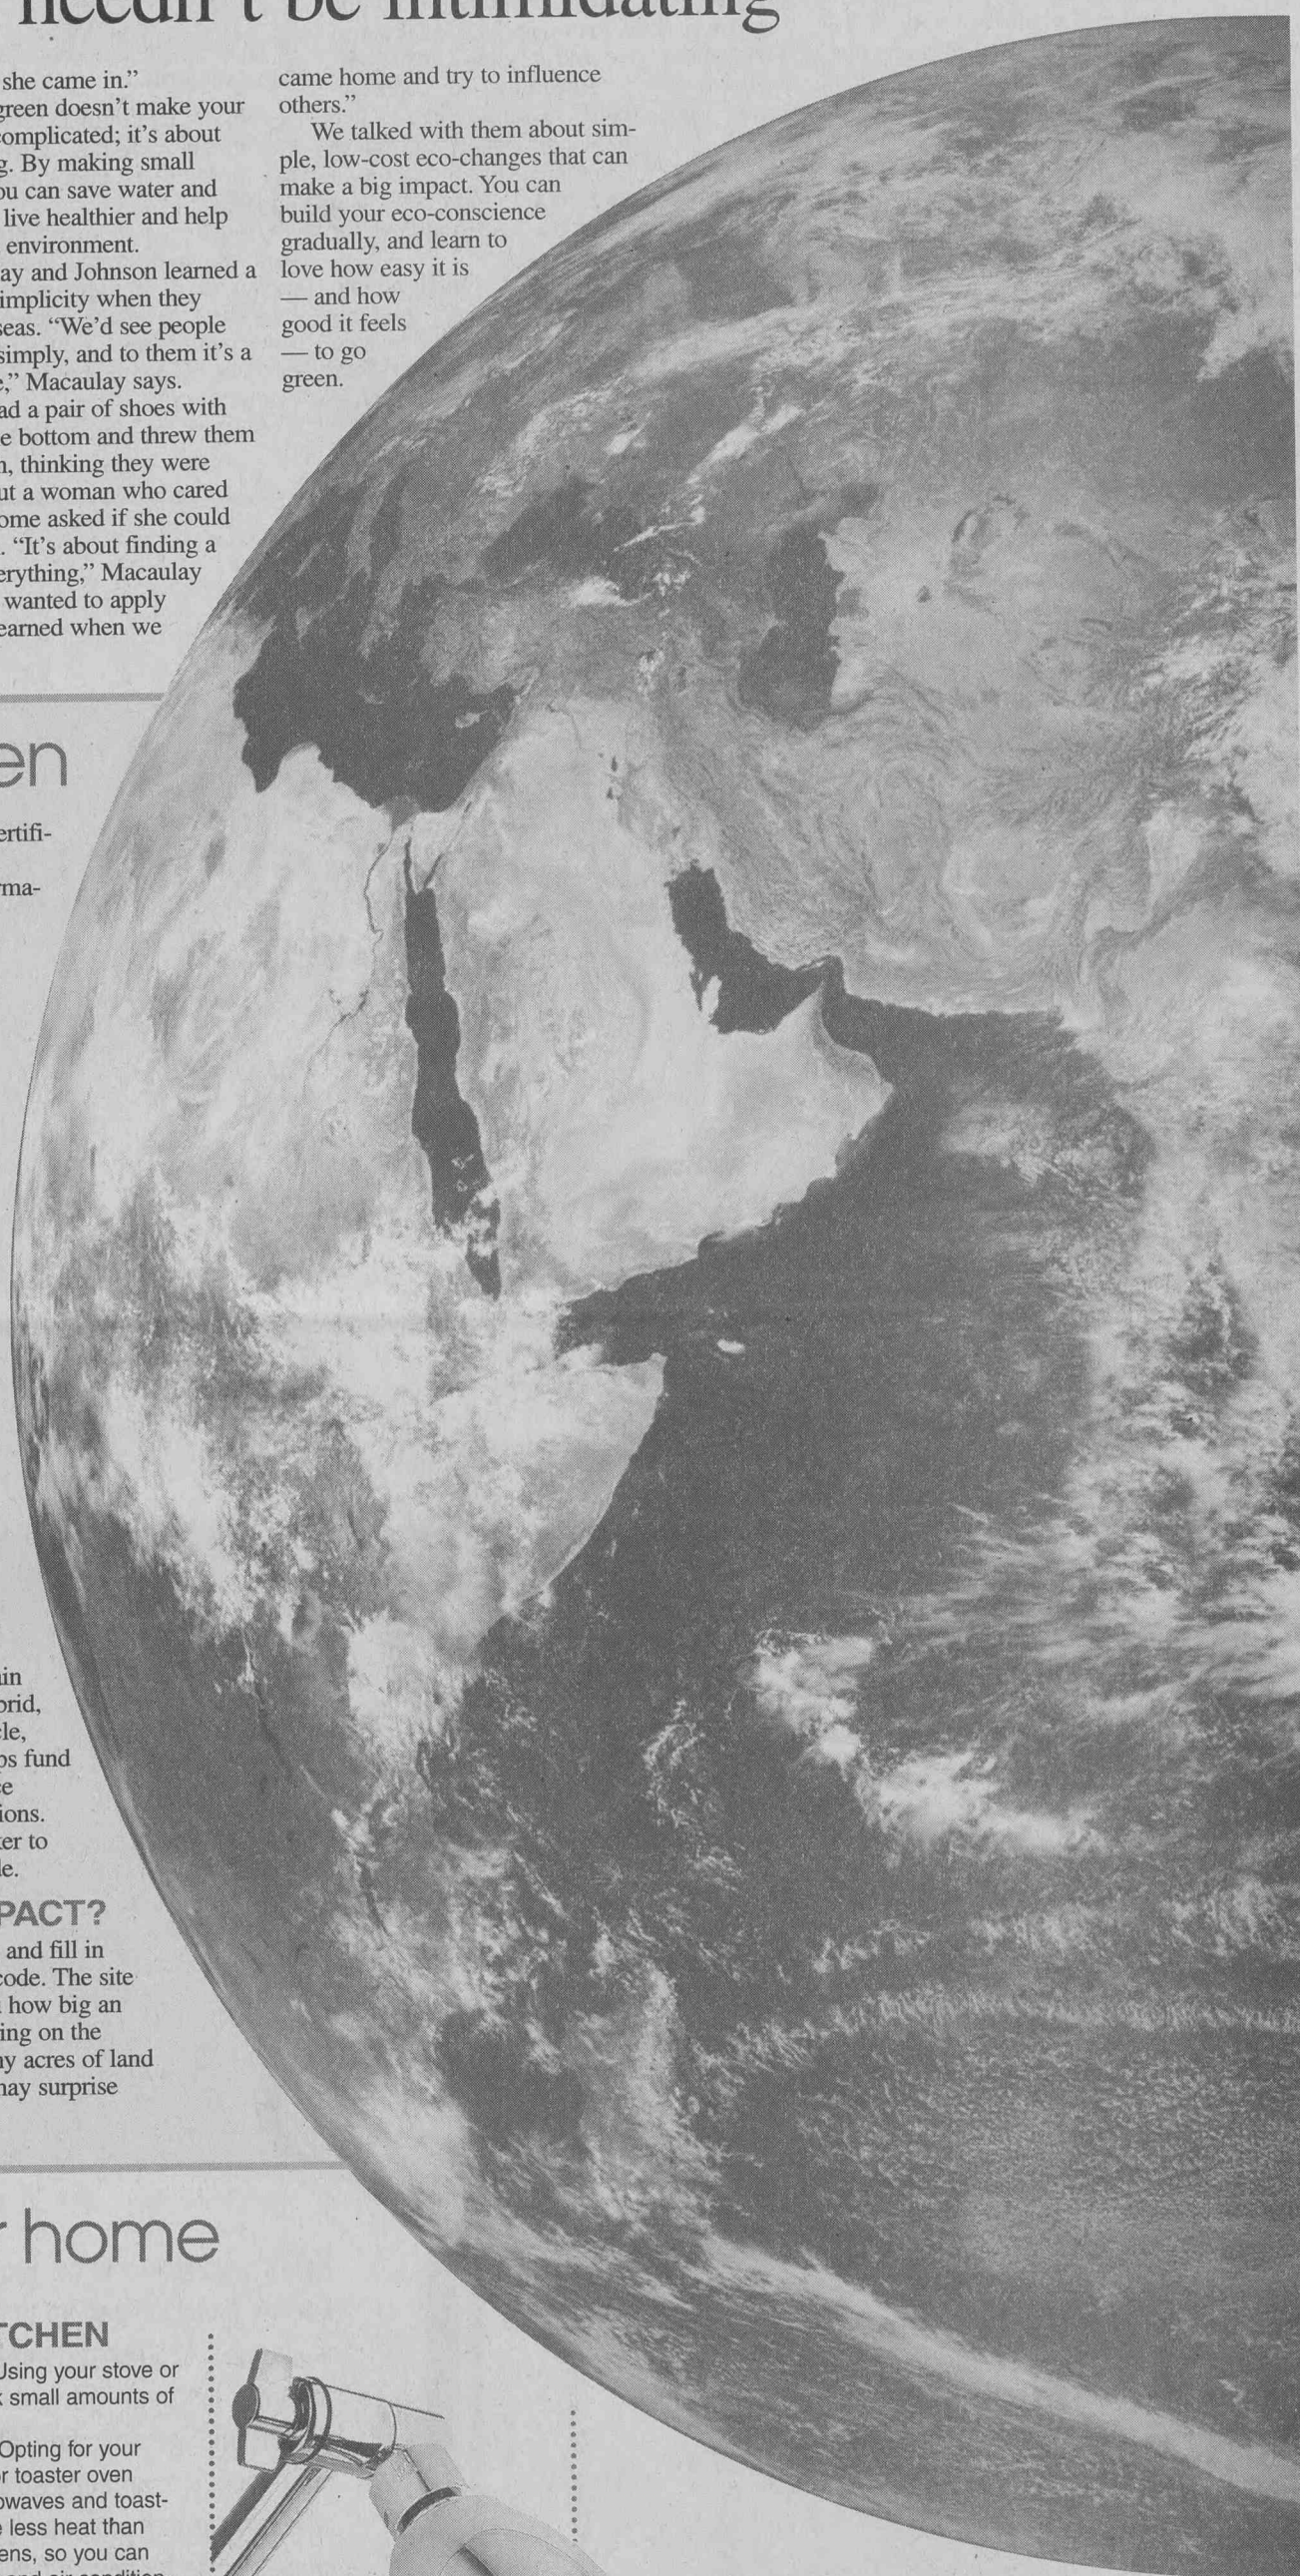 needn't be intimidating
she came in.”
green doesn't make your
complicated; it's about
g. By making small
ou can save water and
live healthier and help
environment.
ay and Johnson learned a
implicity when they
seas. “We'd see people
simply, and to them it's a
e,” Macaulay says.
ad a pair of shoes with
e bottom and threw them
n, thinking they were
ut a woman who cared
ome asked if she could
. “It's about finding a
erything,” Macaulay
wanted to apply
earned when we
came home and try to influence
others.”
We talked with them about sim-
ple, low-cost eco-changes that can
make a big impact. You can
build your eco-conscience
gradually, and learn to
love how easy it is
— and how
good it feels
— to go
green.
en
ertifi-
rma-
in
brid,
le,
ps fund
e
ions.
er to
le.
PACT?
and fill in
code. The site
how big an
ing on the
ny acres of land
may surprise
r home
TCHEN
Using your stove or
k small amounts of
Opting for your
r toaster oven
owaves and toast-
e less heat than
ens, so you can
and air condition-